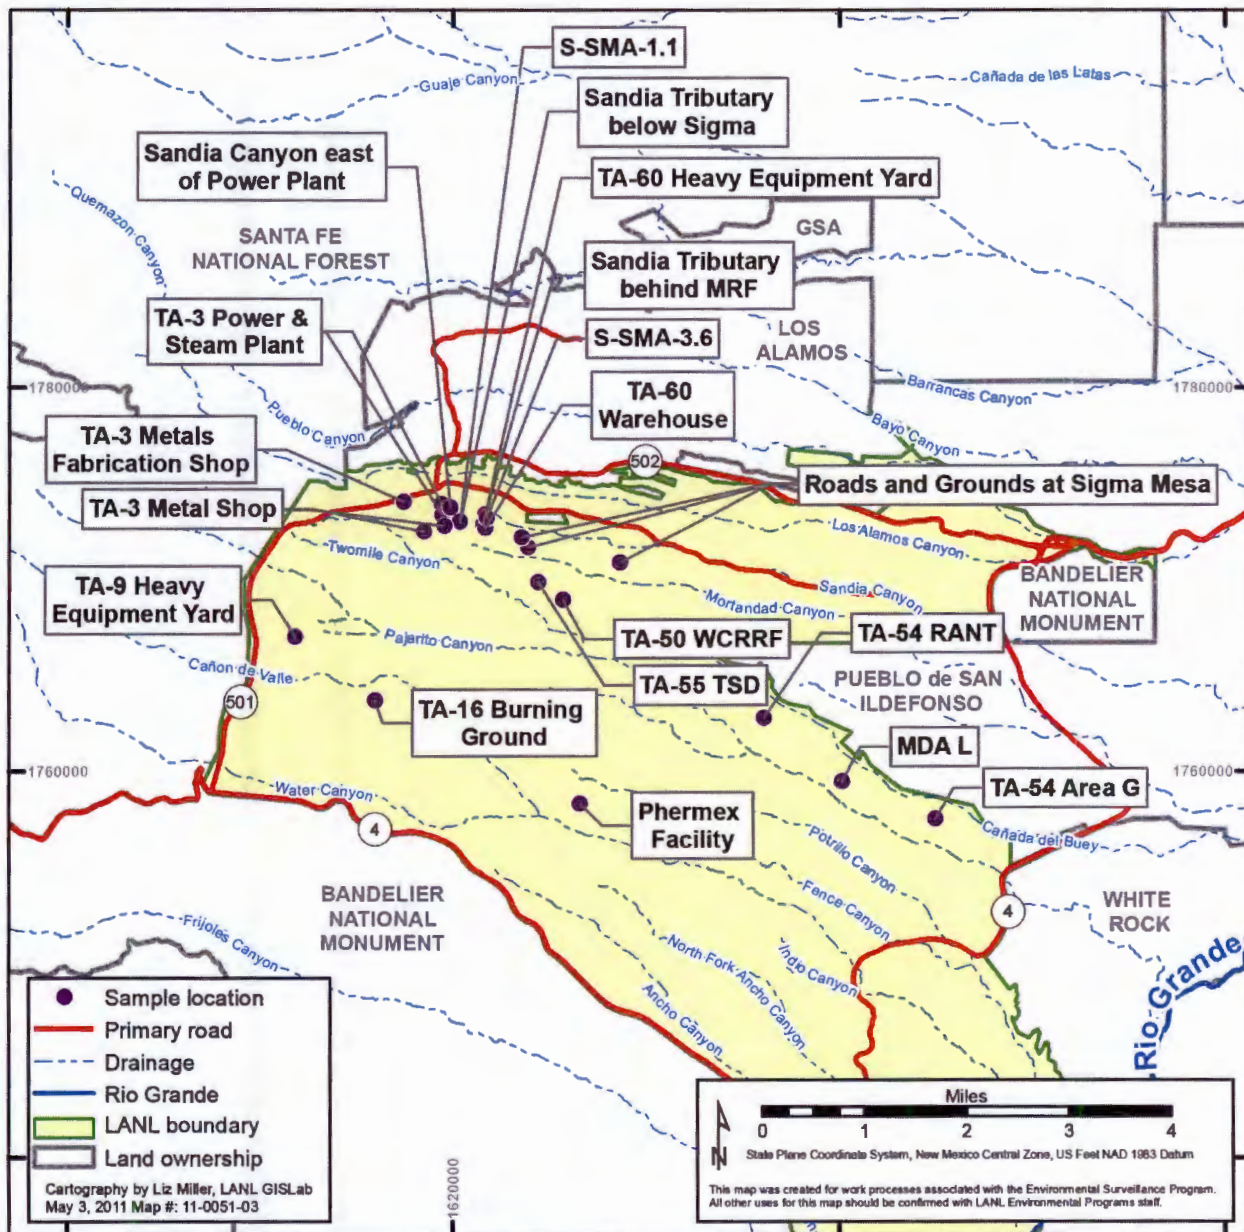 S-SMA-1.1
Guaje Canyon
Cañada de las Latas
Sandia Tributary
below Sigma
Sandia Canyon east
of Power Plant
TA-60 Heavy Equipment Yard
Quemazon Canyon
SANTA FE
NATIONAL FOREST
GSA
Sandia Tributary
behind MRF
TA-3 Power &
Steam Plant
S-SMA-3.6
LOS
ALAMOS
1780000
1780000
Barrancas Canyon
TA-60
Warehouse
Pueblo Canyon
Bayo Canyon
TA-3 Metals
Fabrication Shop
502
Roads and Grounds at Sigma Mesa
TA-3 Metal Shop
Los Alamos Canyon
Twomile Canyon
Sandia Canyon
BANDELIER
NATIONAL
MONUMENT
TA-9 Heavy
Equipment Yard
Mortandad Canyon
Pajarito Canyon
TA-50 WCRRF
TA-54 RANT
Cañon de Valle
TA-55 TSD
PUEBLO de SAN
ILDEFONSO
501
TA-16 Burning
Ground
MDA L
1760000
1760000
Water Canyon
TA-54 Area G
Phermex
Facility
4
Potrillo Canyon
Cañada del Buey
Fence Canyon
BANDELIER
NATIONAL
MONUMENT
4
WHITE
ROCK
Frijoles Canyon
North Fork Ancho Canyon
Indio Canyon
Ancho Canyon
Rio Grande
Sample location
Primary road
Drainage
Rio Grande
LANL boundary
Land ownership
Cartography by Liz Miller, LANL GISLab
May 3, 2011 Map #: 11-0051-03
1620000
N
Miles
0 1 2 3 4
State Plane Coordinate System, New Mexico Central Zone, US Feet NAD 1983 Datum
This map was created for work processes associated with the Environmental Surveillance Program.
All other uses for this map should be confirmed with LANL Environmental Programs staff.